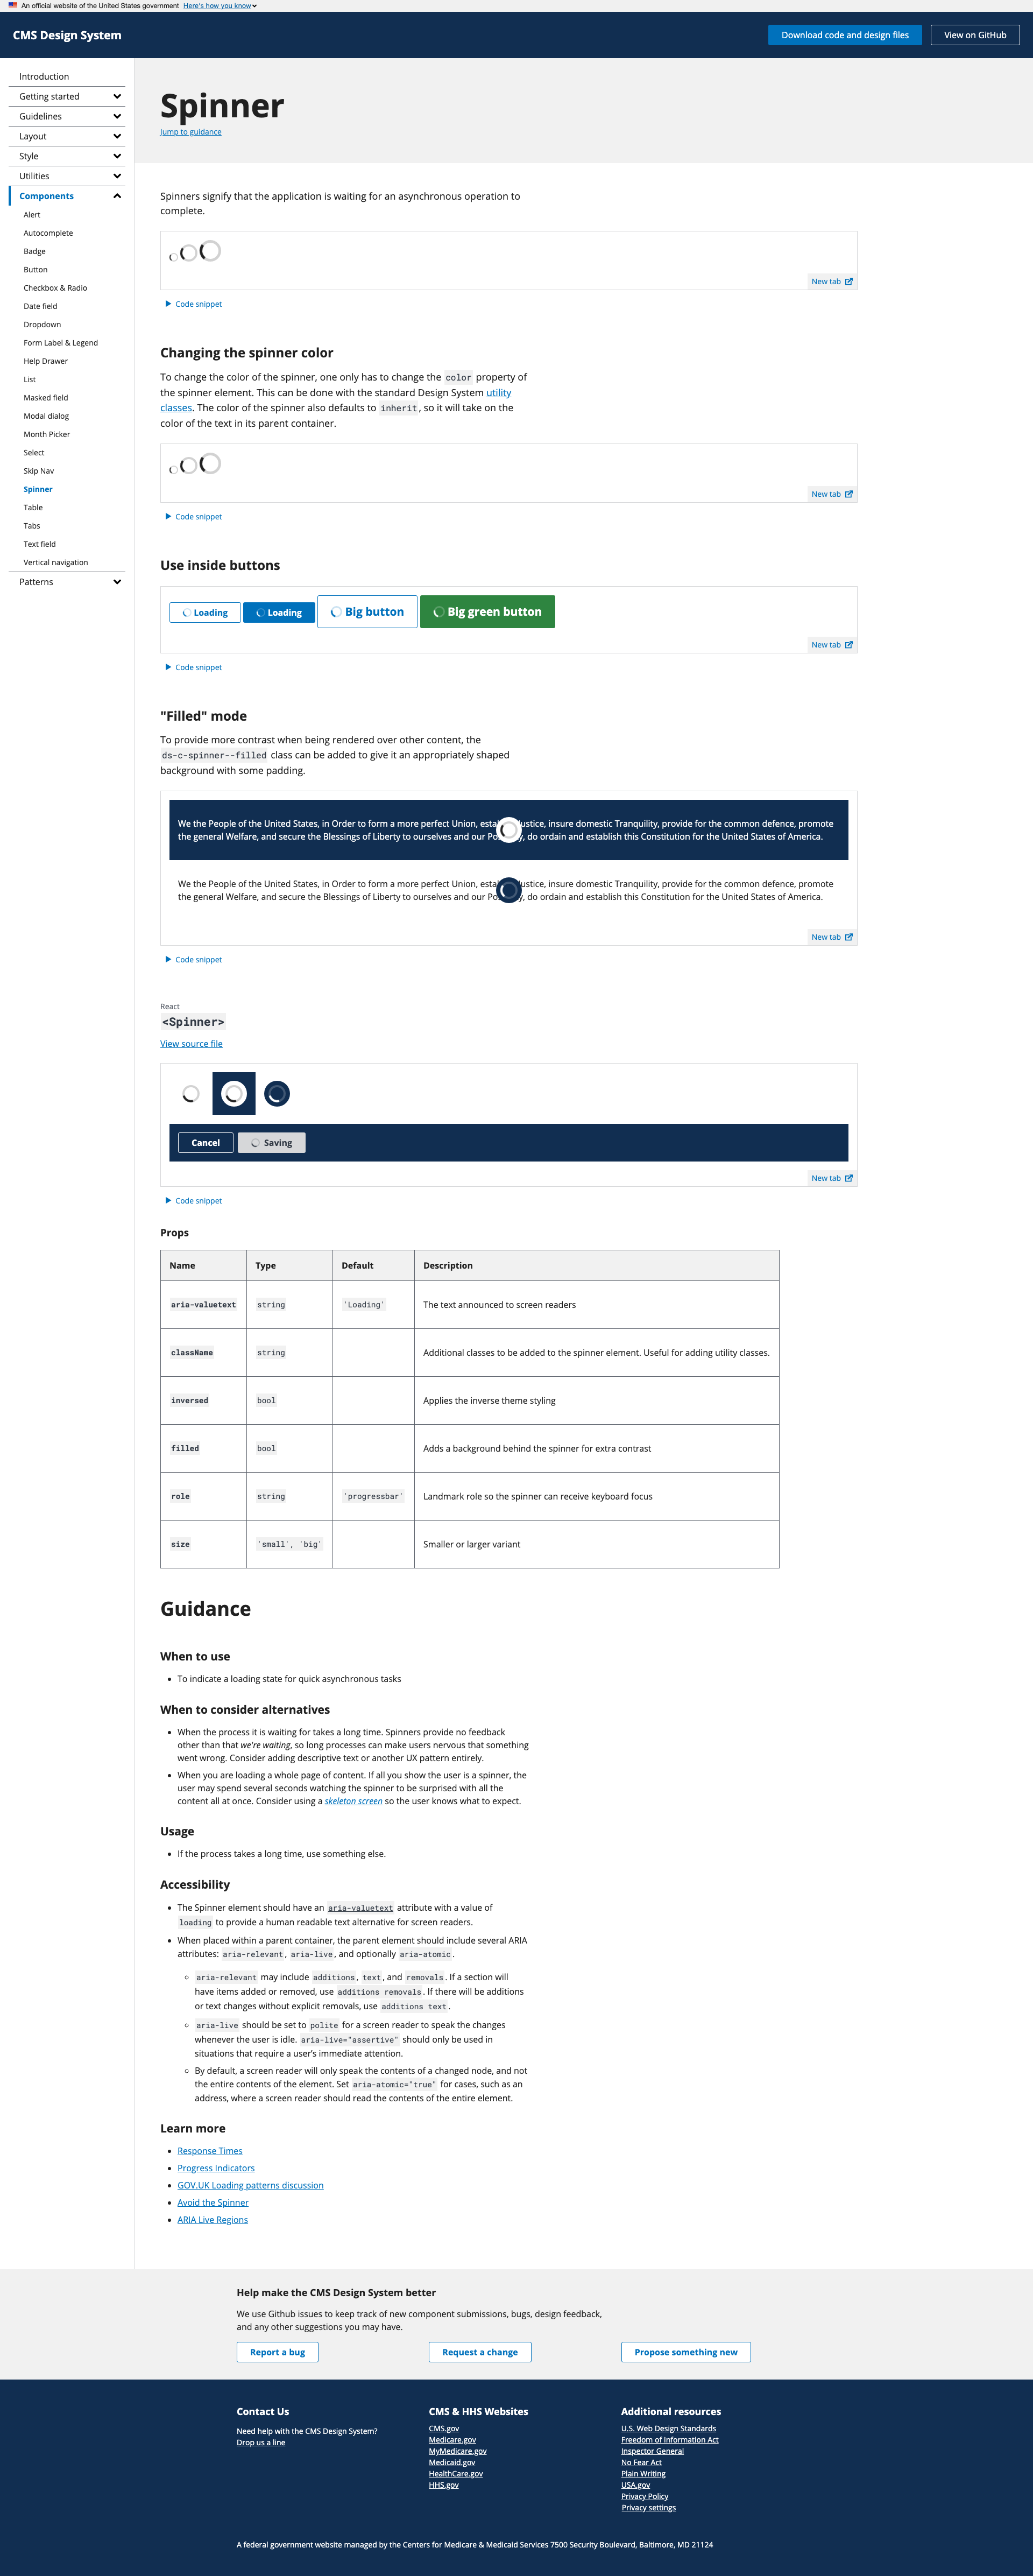 An official website of the United States government Here's how you know
CMS Design System
Download code and design files
View on GitHub
Introduction
Getting started
Guidelines
Layout
Style
Utilities
Components
Alert
Autocomplete
Badge
Button
Checkbox & Radio
Date field
Dropdown
Form Label & Legend
Help Drawer
List
Masked field
Modal dialog
Month Picker
Select
Skip Nav
Spinner
Table
Tabs
Text field
Vertical navigation
Patterns
Spinner
Jump to guidance
Spinners signify that the application is waiting for an asynchronous operation to
complete.
New tab
Code snippet
Changing the spinner color
To change the color of the spinner, one only has to change the color property of
the spinner element. This can be done with the standard Design System utility
classes. The color of the spinner also defaults to inherit, so it will take on the
color of the text in its parent container.
New tab
Code snippet
Use inside buttons
Loading
Loading
Big button
Big green button
New tab
Code snippet
"Filled" mode
To provide more contrast when being rendered over other content, the
ds-c-spinner--filled class can be added to give it an appropriately shaped
background with some padding.
We the People of the United States, in Order to form a more perfect Union, estab ustice, insure domestic Tranquility, provide for the common defence, promote
the general Welfare, and secure the Blessings of Liberty to ourselves and our Pos y, do ordain and establish this Constitution for the United States of America.
We the People of the United States, in Order to form a more perfect Union, estab ustice, insure domestic Tranquility, provide for the common defence, promote
the general Welfare, and secure the Blessings of Liberty to ourselves and our Pos y, do ordain and establish this Constitution for the United States of America.
New tab
Code snippet
React
<Spinner>
View source file
Cancel
Saving
New tab
Code snippet
Props
Name Type Default Description
aria-valuetext string 'Loading' The text announced to screen readers
className string Additional classes to be added to the spinner element. Useful for adding utility classes.
inversed bool Applies the inverse theme styling
filled bool Adds a background behind the spinner for extra contrast
role string 'progressbar' Landmark role so the spinner can receive keyboard focus
size 'small', 'big' Smaller or larger variant
Guidance
When to use
• To indicate a loading state for quick asynchronous tasks
When to consider alternatives
• When the process it is waiting for takes a long time. Spinners provide no feedback
other than that we're waiting, so long processes can make users nervous that something
went wrong. Consider adding descriptive text or another UX pattern entirely.
• When you are loading a whole page of content. If all you show the user is a spinner, the
user may spend several seconds watching the spinner to be surprised with all the
content all at once. Consider using a skeleton screen so the user knows what to expect.
Usage
• If the process takes a long time, use something else.
Accessibility
• The Spinner element should have an aria-valuetext attribute with a value of
loading to provide a human readable text alternative for screen readers.
• When placed within a parent container, the parent element should include several ARIA
attributes: aria-relevant, aria-live, and optionally aria-atomic.
◦ aria-relevant may include additions, text, and removals. If a section will
have items added or removed, use additions removals. If there will be additions
or text changes without explicit removals, use additions text.
◦ aria-live should be set to polite for a screen reader to speak the changes
whenever the user is idle. aria-live="assertive" should only be used in
situations that require a user's immediate attention.
◦ By default, a screen reader will only speak the contents of a changed node, and not
the entire contents of the element. Set aria-atomic="true" for cases, such as an
address, where a screen reader should read the contents of the entire element.
Learn more
• Response Times
• Progress Indicators
• GOV.UK Loading patterns discussion
• Avoid the Spinner
• ARIA Live Regions
Help make the CMS Design System better
We use Github issues to keep track of new component submissions, bugs, design feedback,
and any other suggestions you may have.
Report a bug
Request a change
Propose something new
Contact Us
Need help with the CMS Design System?
Drop us a line
CMS & HHS Websites
CMS.gov
Medicare.gov
MyMedicare.gov
Medicaid.gov
HealthCare.gov
HHS.gov
Additional resources
U.S. Web Design Standards
Freedom of Information Act
Inspector General
No Fear Act
Plain Writing
USA.gov
Privacy Policy
Privacy settings
A federal government website managed by the Centers for Medicare & Medicaid Services 7500 Security Boulevard, Baltimore, MD 21124